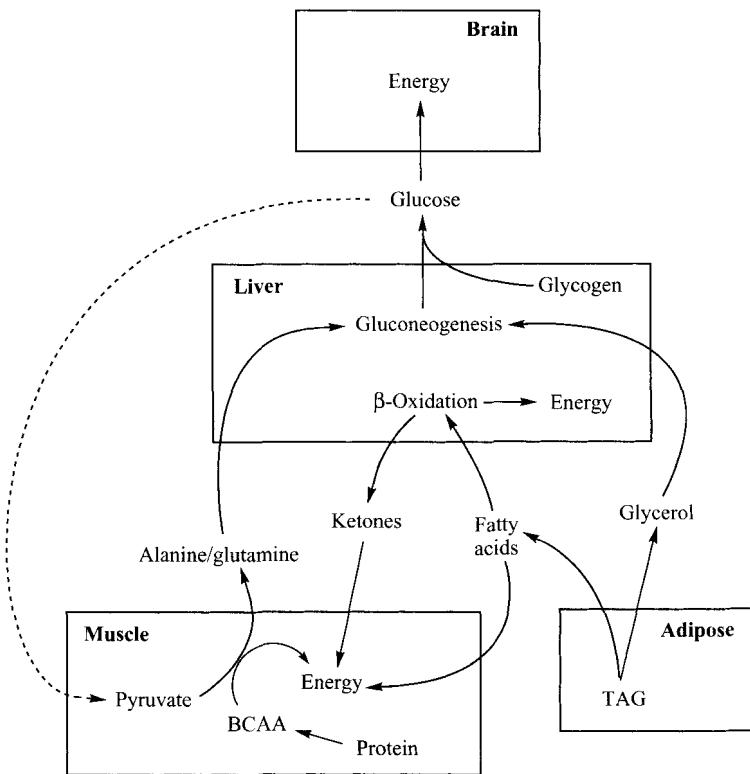 Brain
Energy
Glucose
Liver
Glycogen
Gluconeogenesis
β-Oxidation
Energy
Ketones
Fatty
acids
Glycerol
Alanine/glutamine
Muscle
Adipose
Pyruvate
Energy
TAG
BCAA
Protein